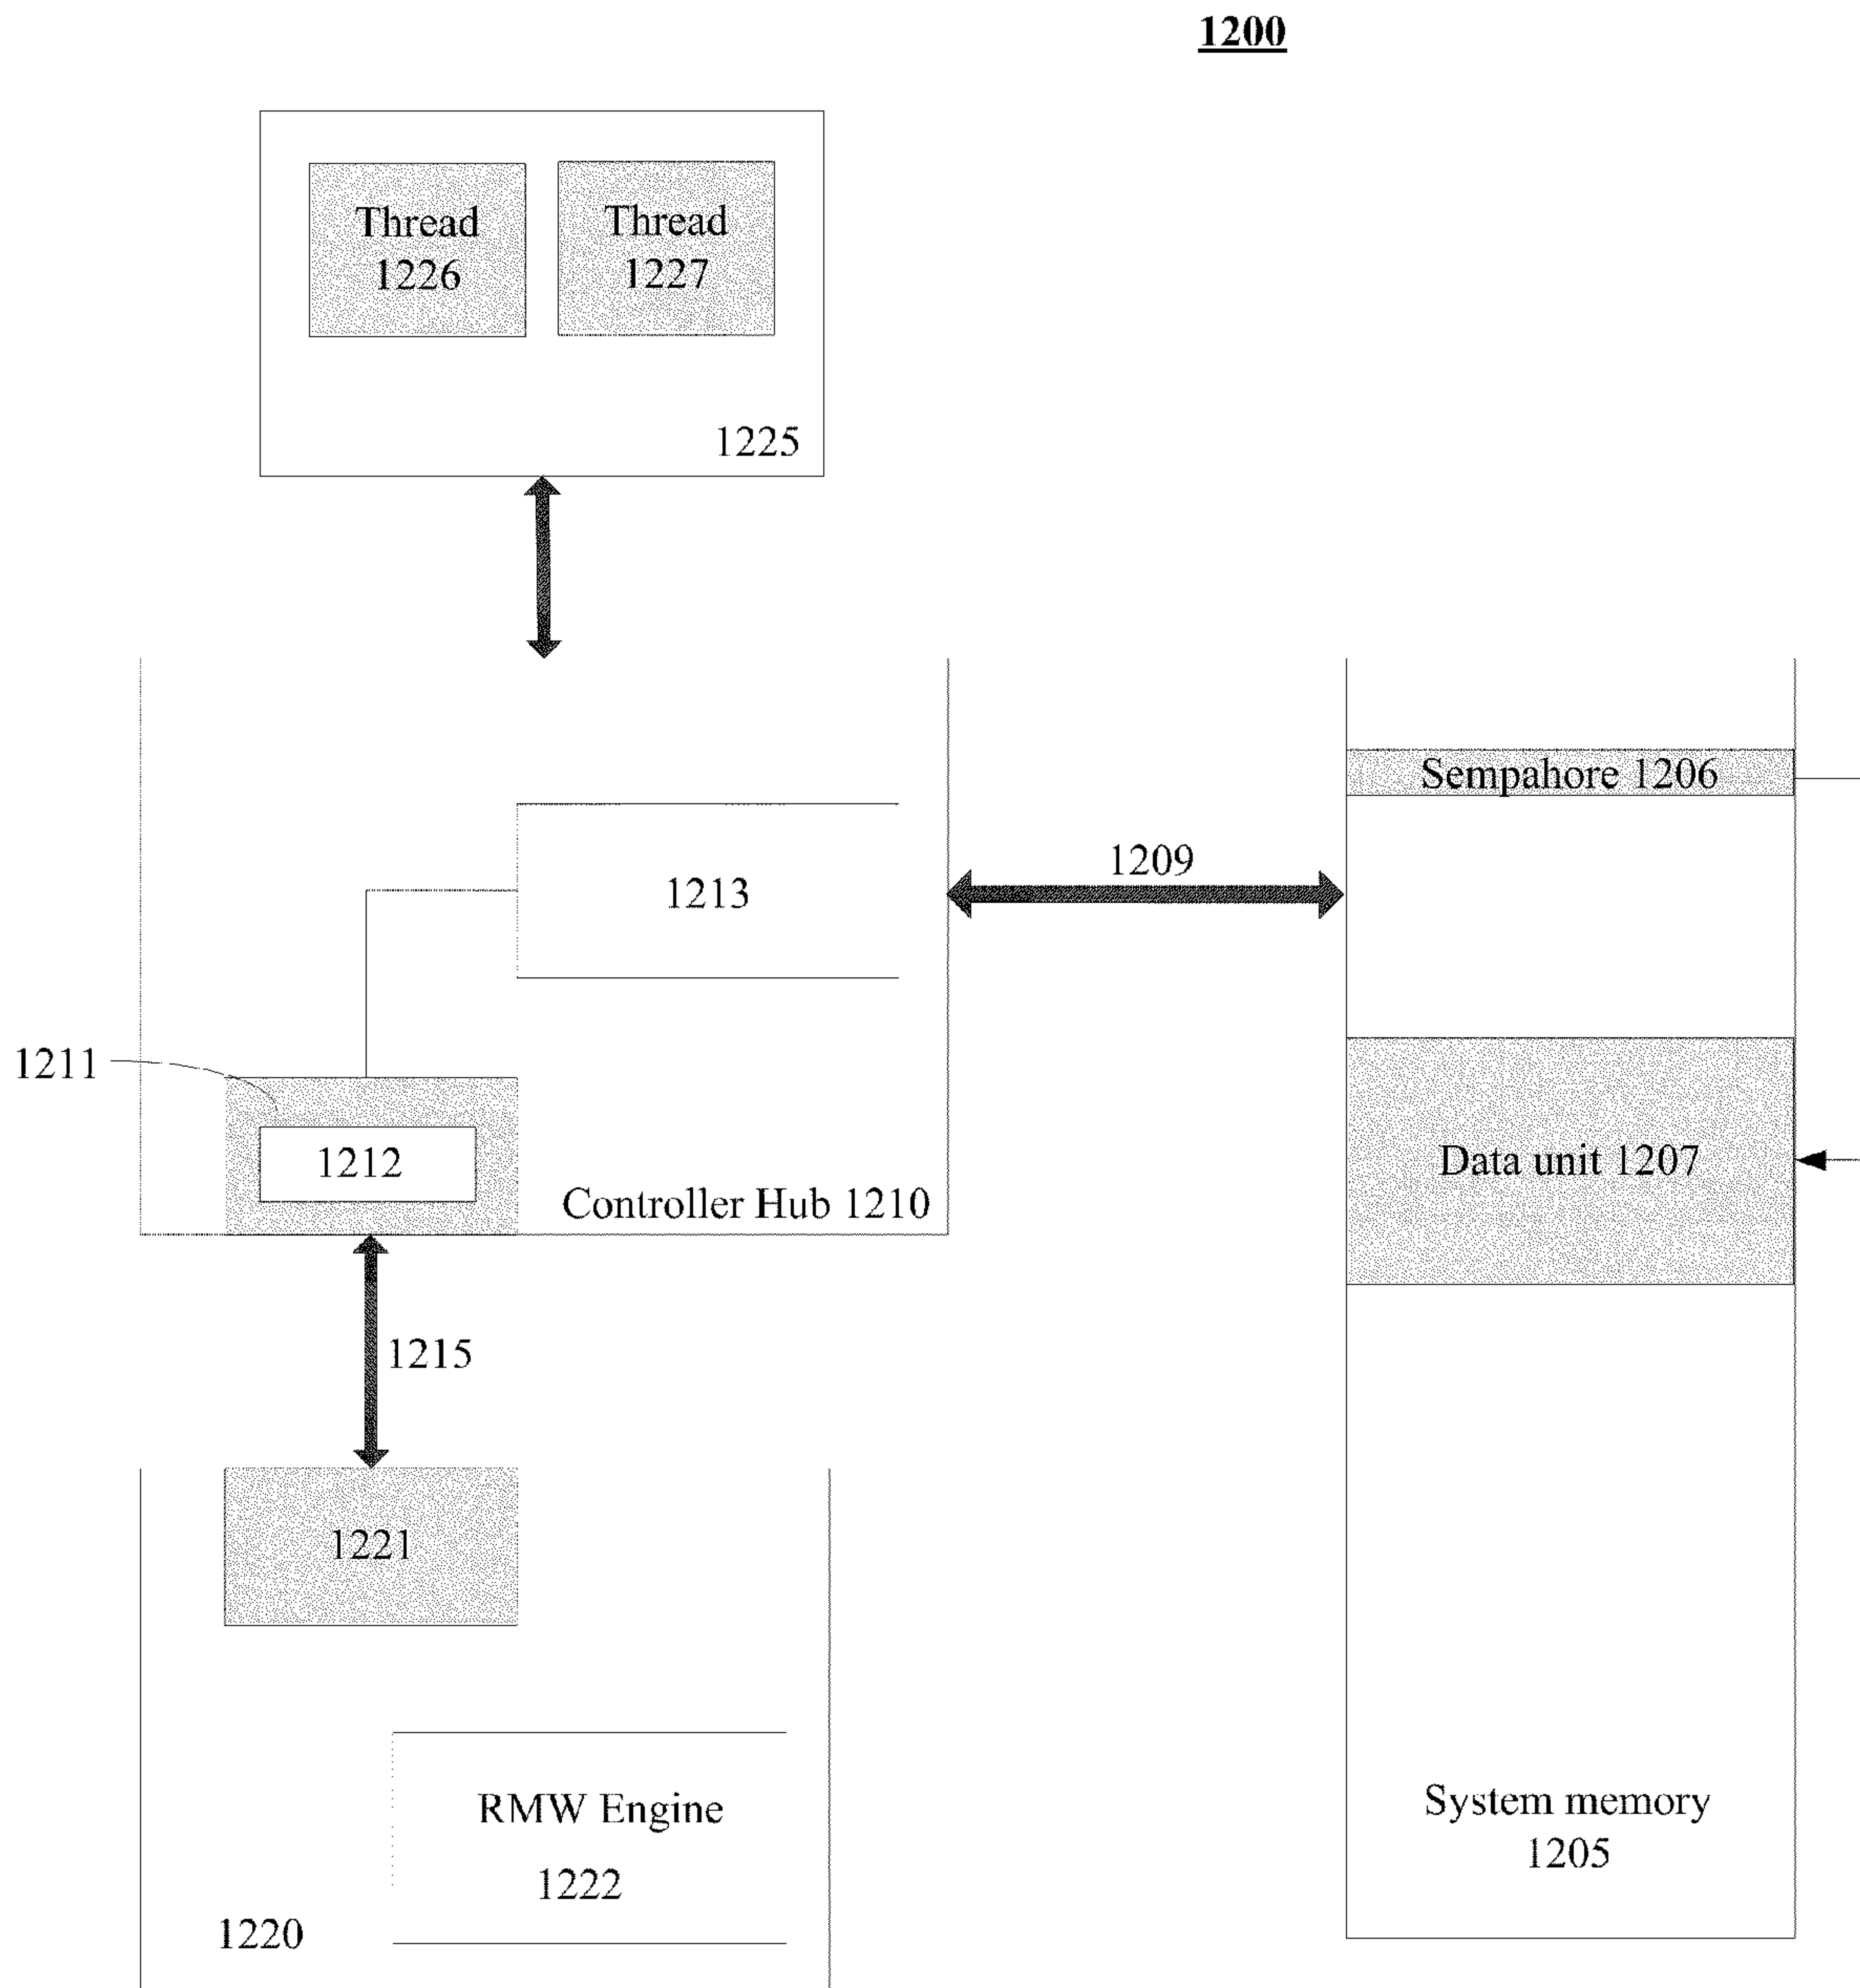 1200
Thread
1226
Thread
1227
1225
Sempahore 1206
1209
1213
1211
1212
Data unit 1207
Controller Hub 1210
1215
1221
RMW Engine
1222
System memory
1205
1220